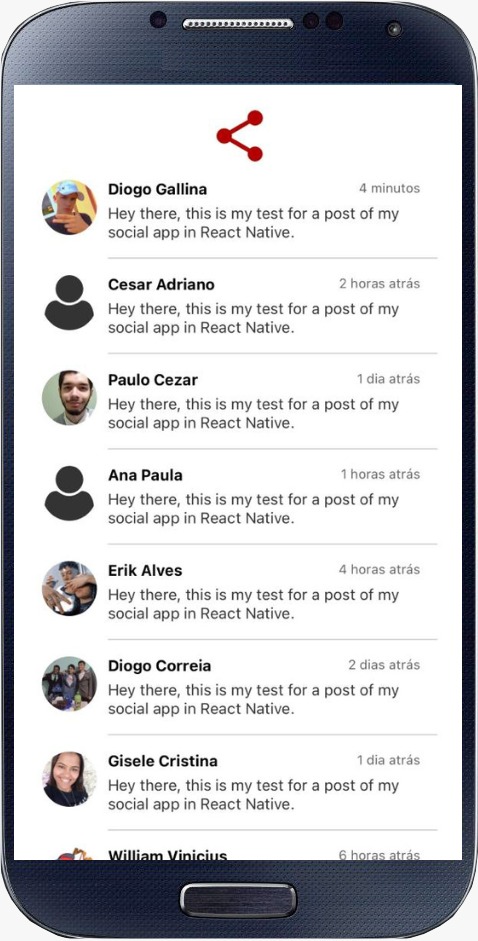 Diogo Gallina
4 minutos
Hey there, this is my test for a post of my
social app in React Native.
Cesar Adriano
2 horas atrás
Hey there, this is my test for a post of my
social app in React Native.
Paulo Cezar
1 dia atrás
Hey there, this is my test for a post of my
social app in React Native.
Ana Paula
1 horas atrás
Hey there, this is my test for a post of my
social app in React Native.
Erik Alves
4 horas atrás
Hey there, this is my test for a post of my
social app in React Native.
Diogo Correia
2 dias atrás
Hey there, this is my test for a post of my
social app in React Native.
Gisele Cristina
1 dia atrás
Hey there, this is my test for a post of my
social app in React Native.
William Vinicius
6 horas atrás